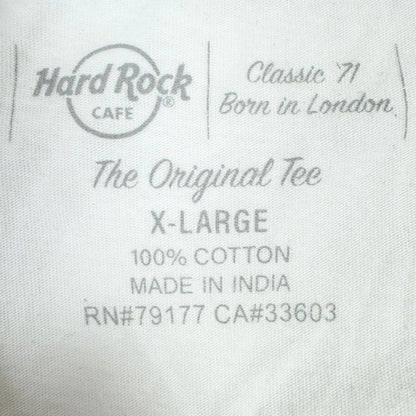 Hard Rock®
CAFE
Classic '71
Born in London
The Original Tee
X-LARGE
100% COTTON
MADE IN INDIA
RN#79177 CA#33603